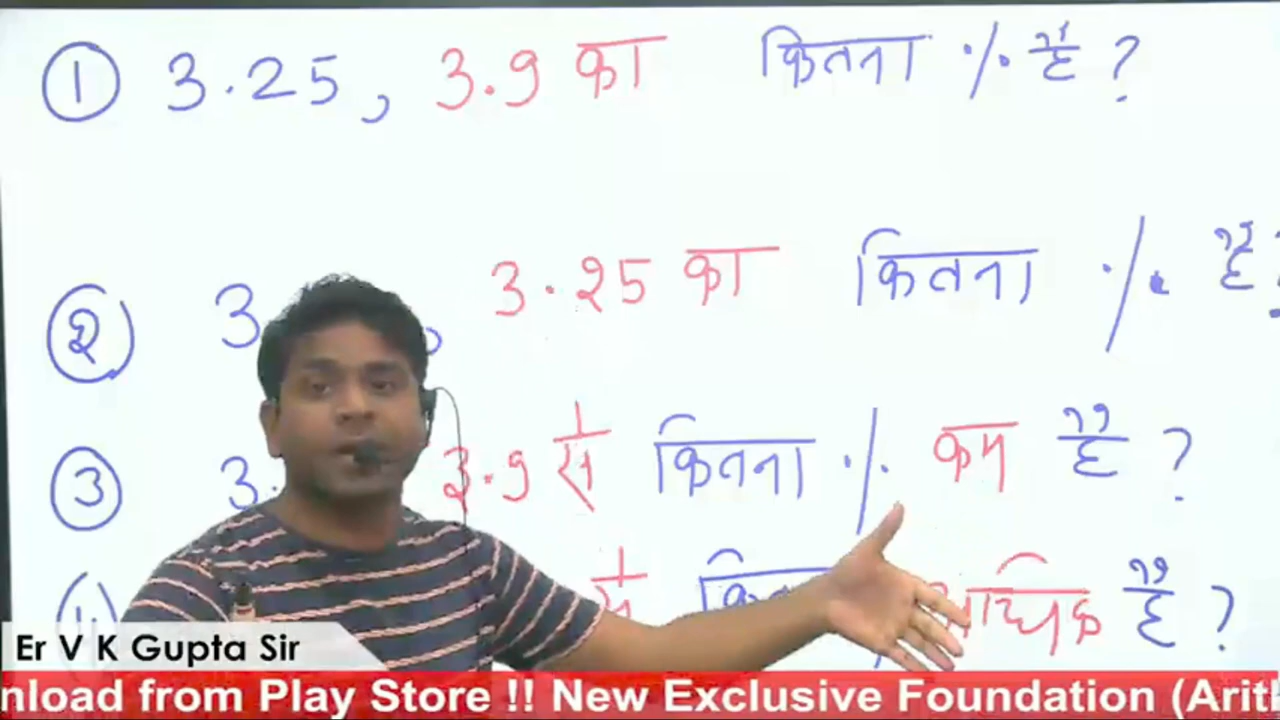 ① 3.25, 3.9 का कितना % है ?
② 3. 3.25 का कितना % है
③ 3. 3.9 से कितना % कम है ?
से % अधिक है ?
Er V K Gupta Sir
nload from Play Store !! New Exclusive Foundation (Arith